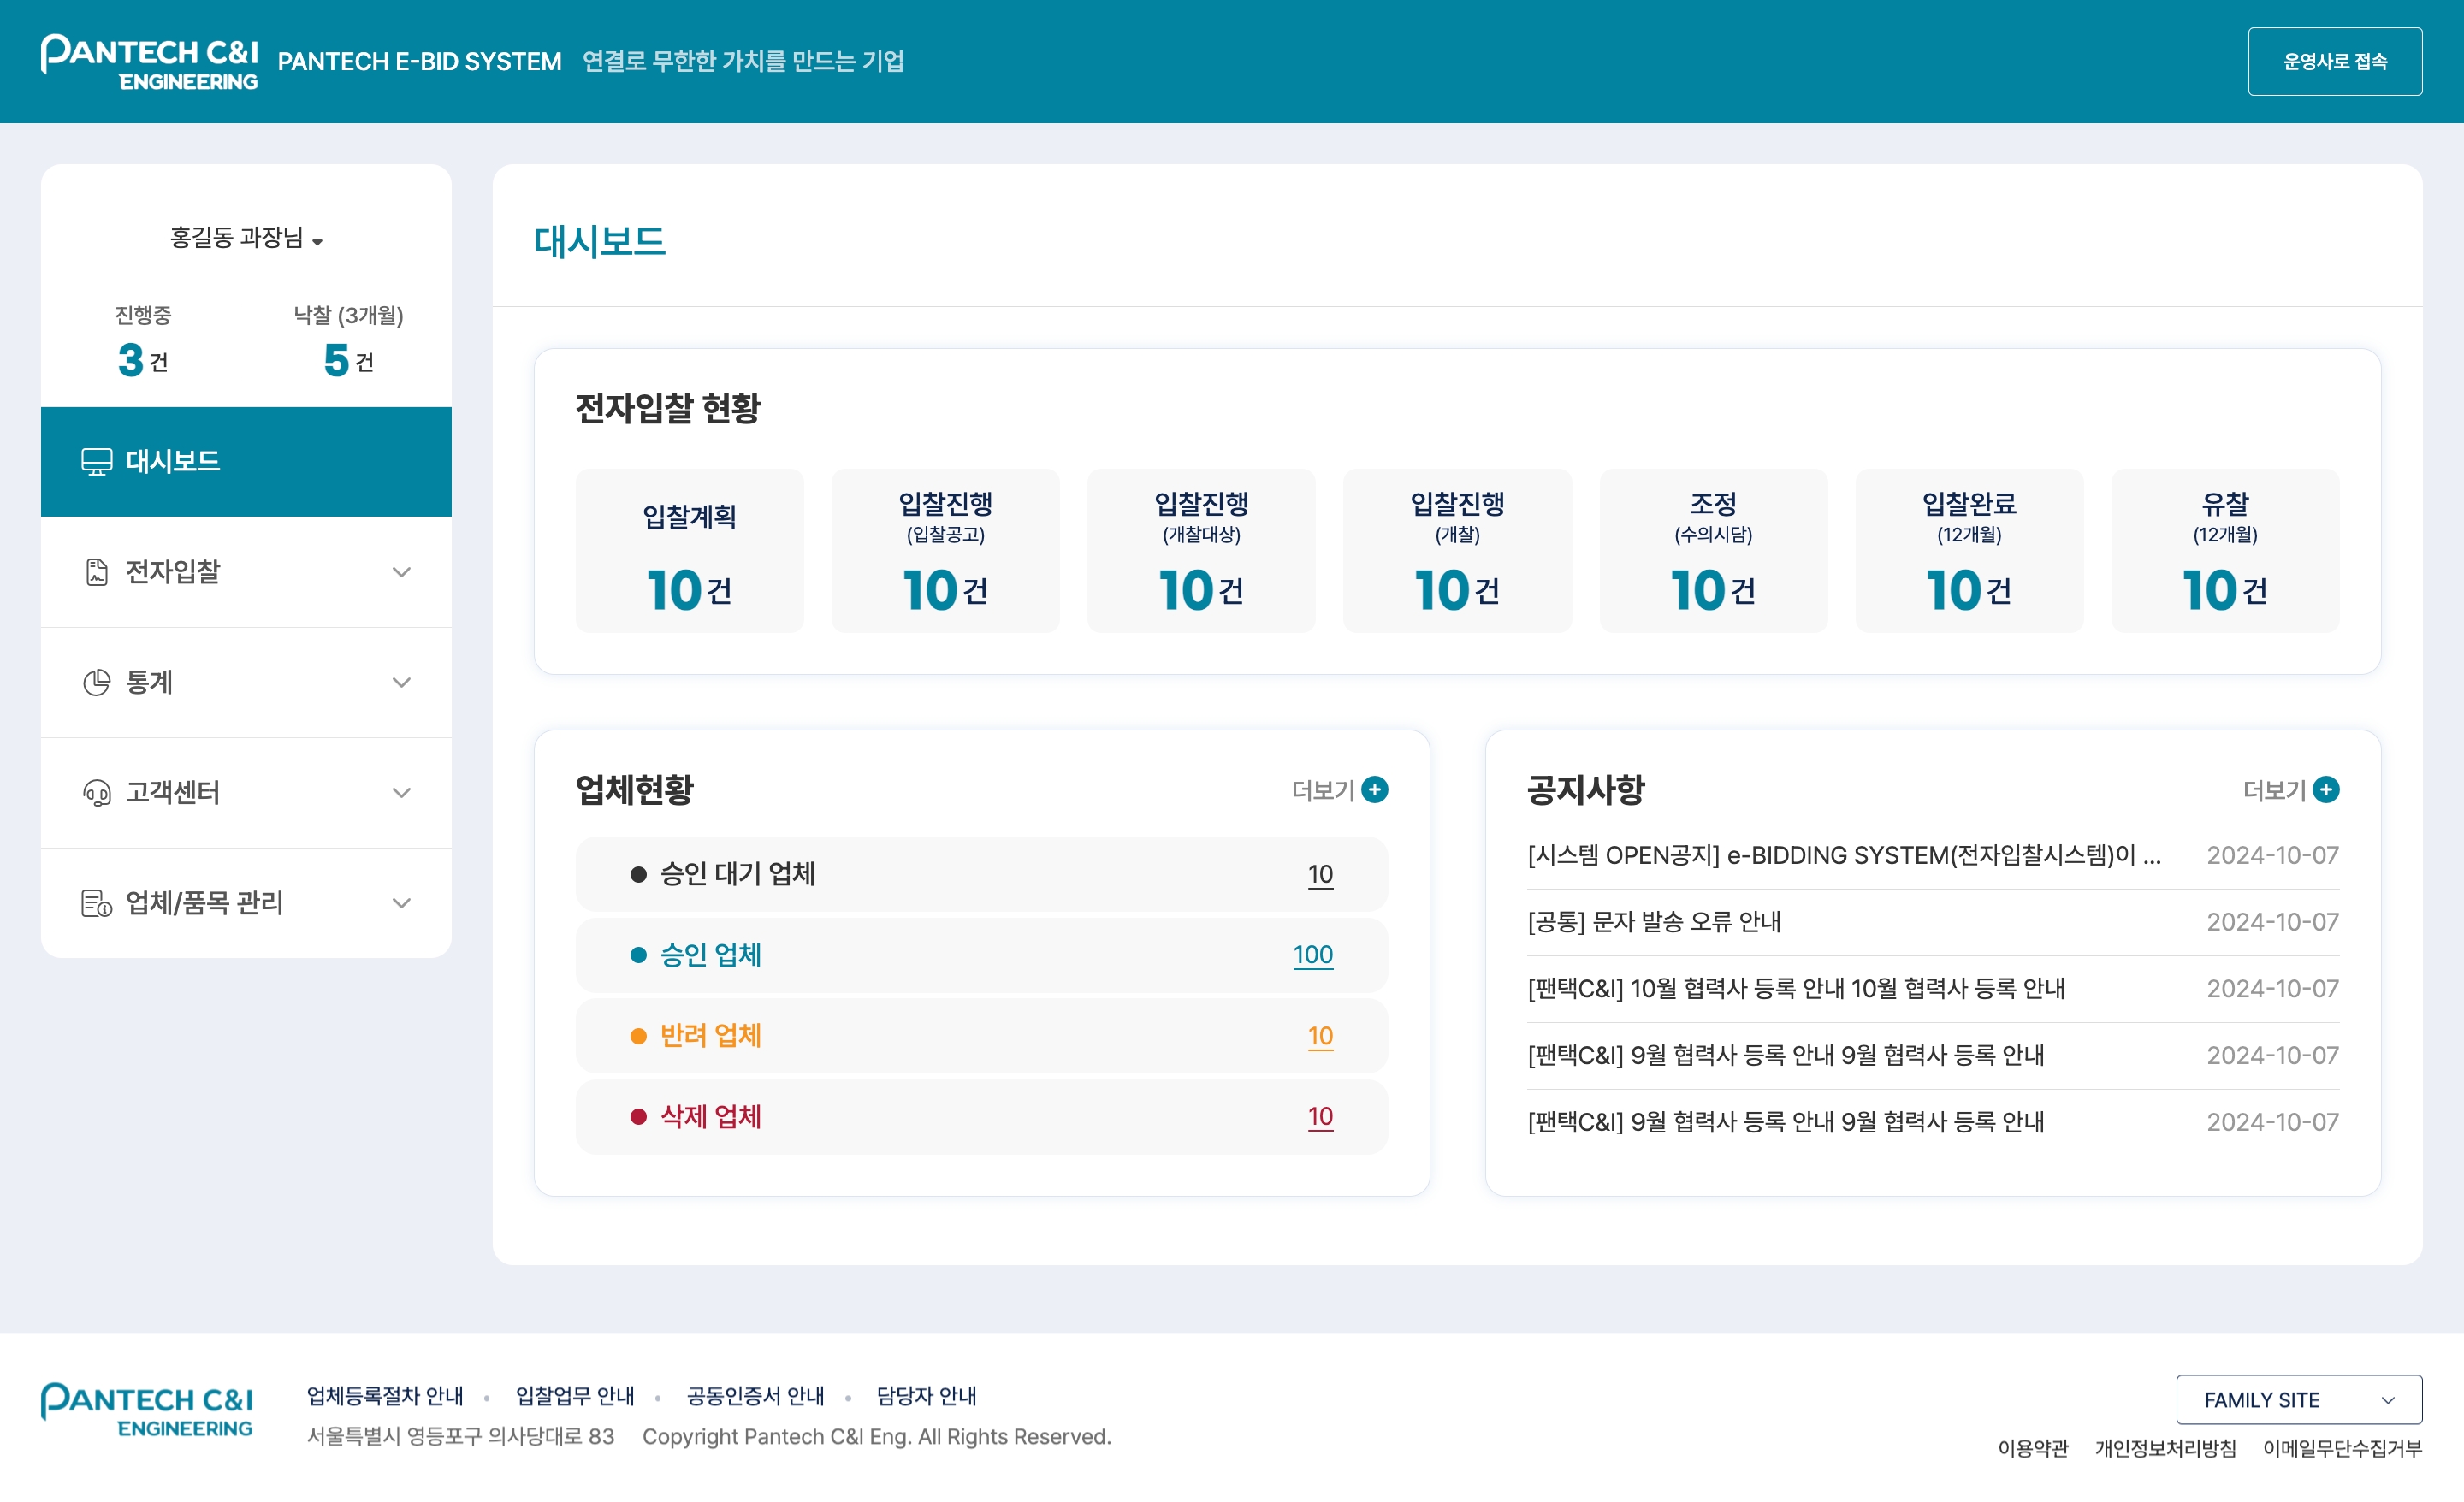 PANTECH C&I
ENGINEERING
PANTECH E-BID SYSTEM 연결로 무한한 가치를 만드는 기업
운영사로 접속
홍길동 과장님
진행중
3 건
낙찰 (3개월)
5 건
대시보드
전자입찰
통계
고객센터
업체/품목 관리
대시보드
전자입찰 현황
입찰계획
10 건
입찰진행
(입찰공고)
10 건
입찰진행
(개찰대상)
10 건
입찰진행
(개찰)
10 건
조정
(수의시담)
10 건
입찰완료
(12개월)
10 건
유찰
(12개월)
10 건
업체현황
더보기
승인 대기 업체 10
승인 업체 100
반려 업체 10
삭제 업체 10
공지사항
더보기
[시스템 OPEN공지] e-BIDDING SYSTEM(전자입찰시스템)이 ... 2024-10-07
[공통] 문자 발송 오류 안내 2024-10-07
[팬택C&I] 10월 협력사 등록 안내 10월 협력사 등록 안내 2024-10-07
[팬택C&I] 9월 협력사 등록 안내 9월 협력사 등록 안내 2024-10-07
[팬택C&I] 9월 협력사 등록 안내 9월 협력사 등록 안내 2024-10-07
PANTECH C&I
ENGINEERING
업체등록절차 안내 • 입찰업무 안내 • 공동인증서 안내 • 담당자 안내
서울특별시 영등포구 의사당대로 83 Copyright Pantech C&I Eng. All Rights Reserved.
FAMILY SITE
이용약관 개인정보처리방침 이메일무단수집거부